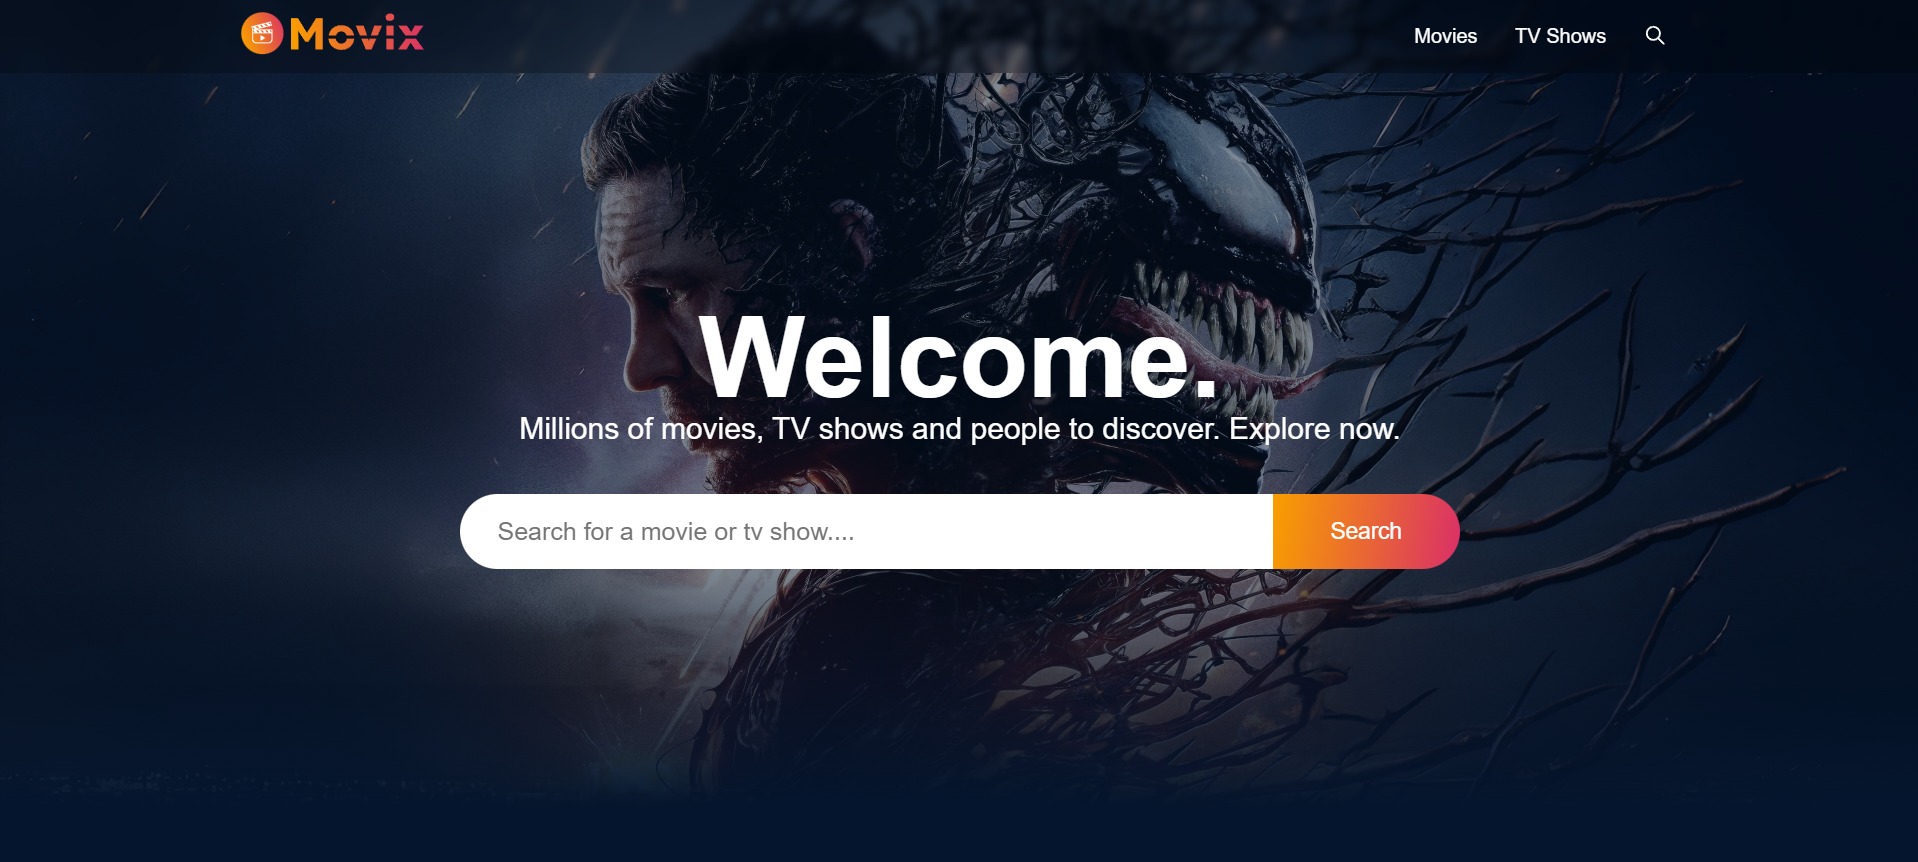 Movix
Movies
TV Shows
Welcome.
Millions of movies, TV shows and people to discover. Explore now.
Search for a movie or tv show....
Search